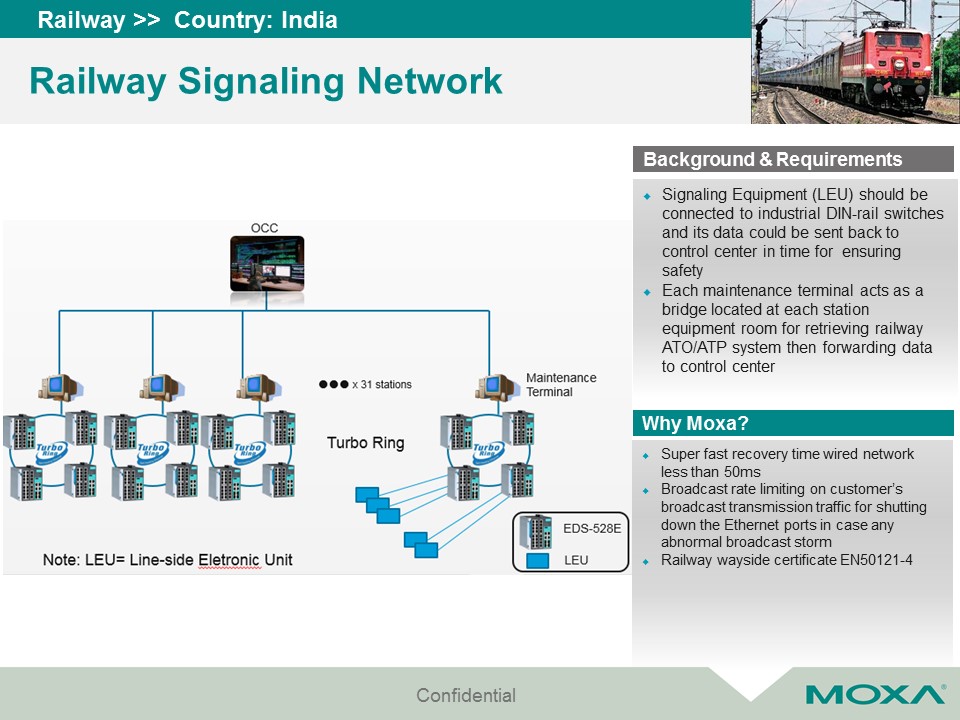 Railway >> Country: India
Railway Signaling Network
OCC
x 31 stations
Maintenance
Terminal
Turbo
Ring
Turbo
Ring
Turbo
Ring
Turbo
Ring
Turbo Ring
EDS-528E
LEU
Note: LEU= Line-side Eletronic Unit
Background & Requirements
Signaling Equipment (LEU) should be
connected to industrial DIN-rail switches
and its data could be sent back to
control center in time for ensuring
safety
Each maintenance terminal acts as a
bridge located at each station
equipment room for retrieving railway
ATO/ATP system then forwarding data
to control center
Why Moxa?
Super fast recovery time wired network
less than 50ms
Broadcast rate limiting on customer’s
broadcast transmission traffic for shutting
down the Ethernet ports in case any
abnormal broadcast storm
Railway wayside certificate EN50121-4
Confidential
MOXA®